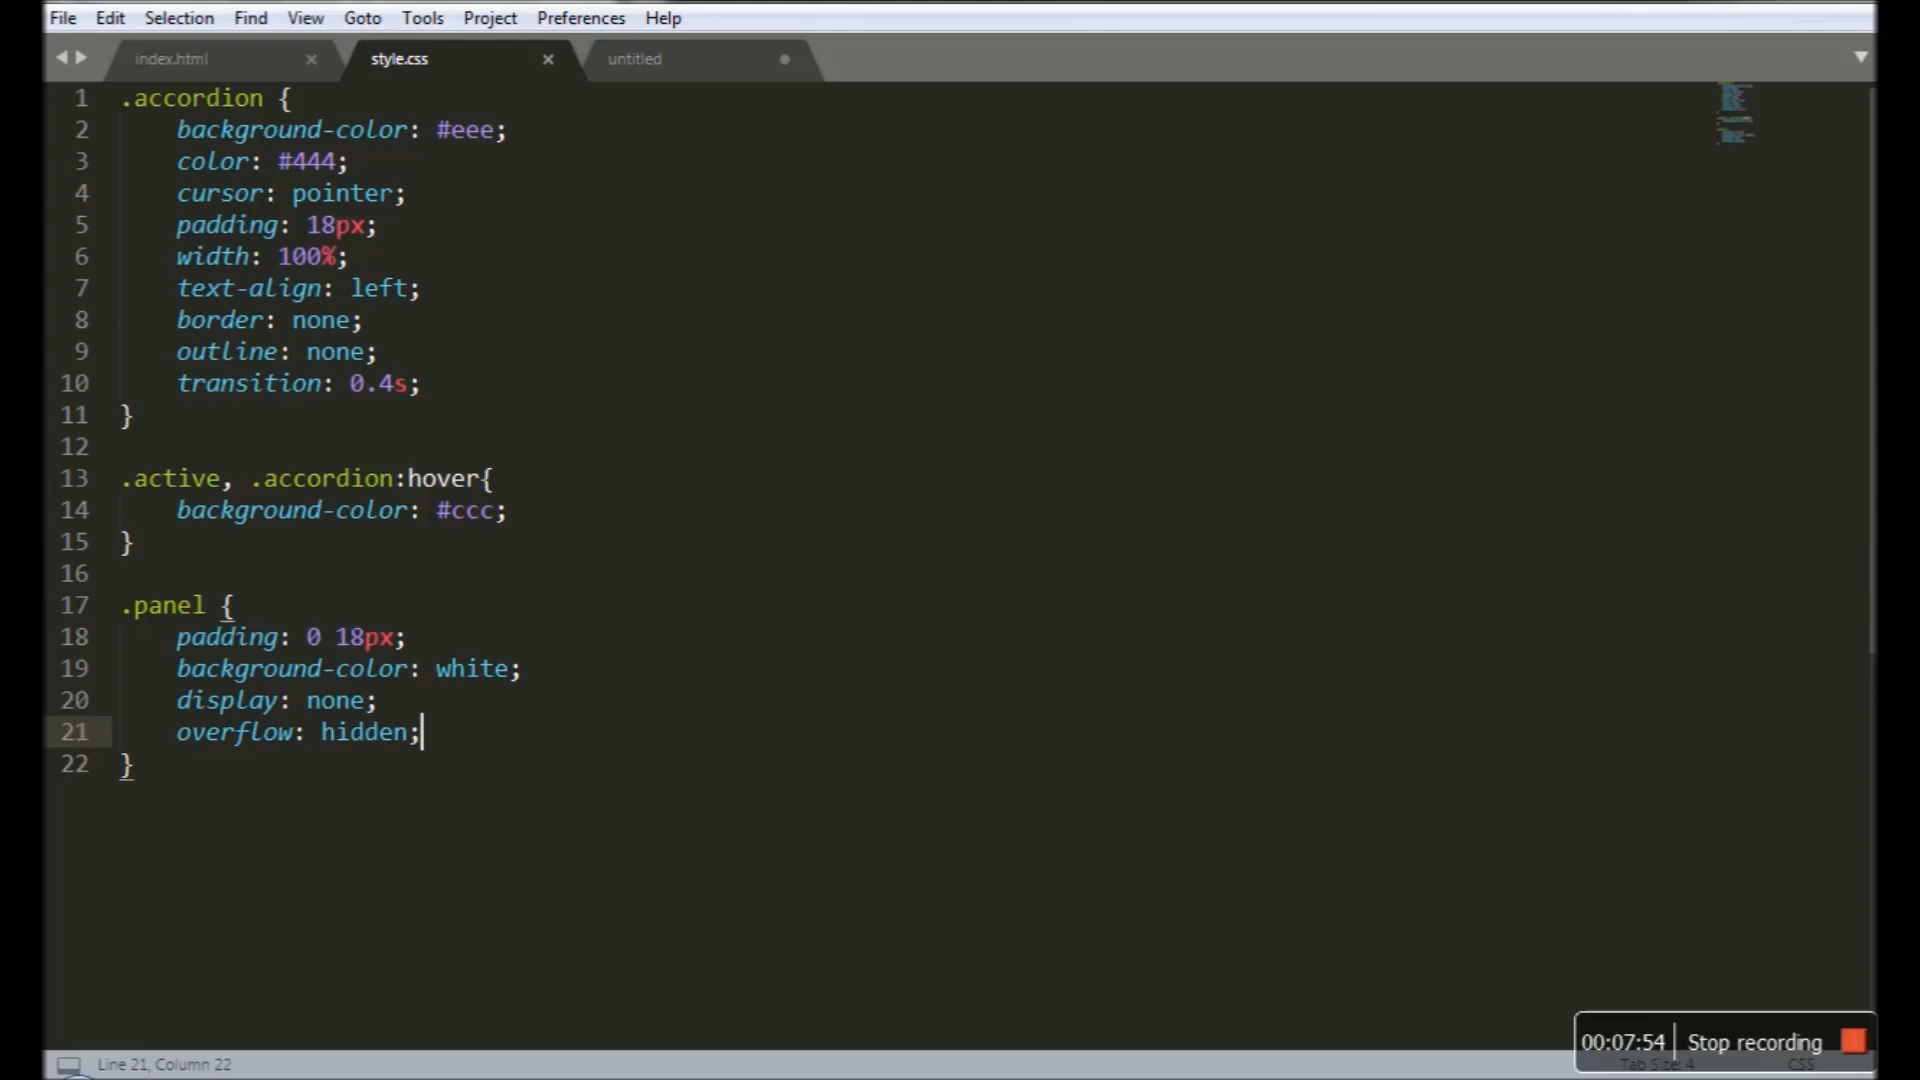 File Edit Selection Find View Goto Tools Project Preferences Help
index.html × style.css × untitled
1 .accordion {
2 background-color: #eee;
3 color: #444;
4 cursor: pointer;
5 padding: 18px;
6 width: 100%;
7 text-align: left;
8 border: none;
9 outline: none;
10 transition: 0.4s;
11 }
12
13 .active, .accordion:hover{
14 background-color: #ccc;
15 }
16
17 .panel {
18 padding: 0 18px;
19 background-color: white;
20 display: none;
21 overflow: hidden;
22 }
00:07:54 Stop recording
Line 21, Column 22 Tab Size: 4 CSS